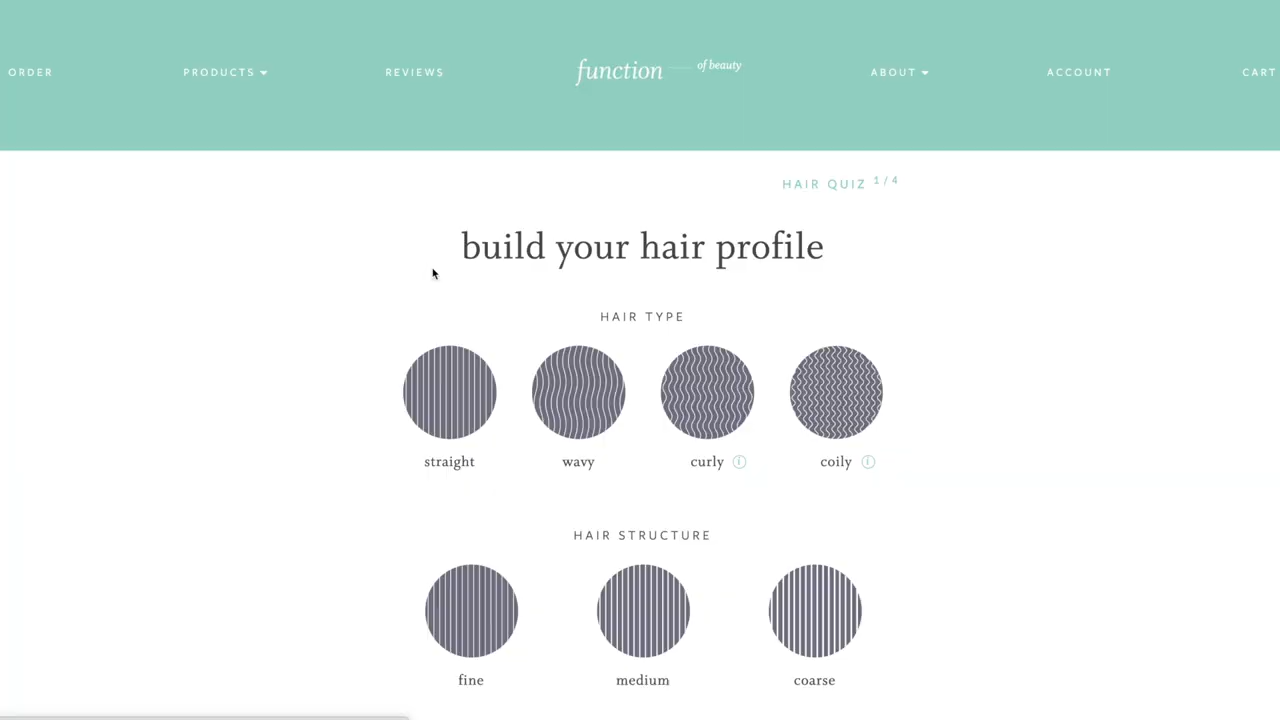 ORDER PRODUCTS REVIEWS function of beauty ABOUT ACCOUNT CART
HAIR QUIZ 1 / 4
build your hair profile
HAIR TYPE
straight wavy curly i coily i
HAIR STRUCTURE
fine medium coarse